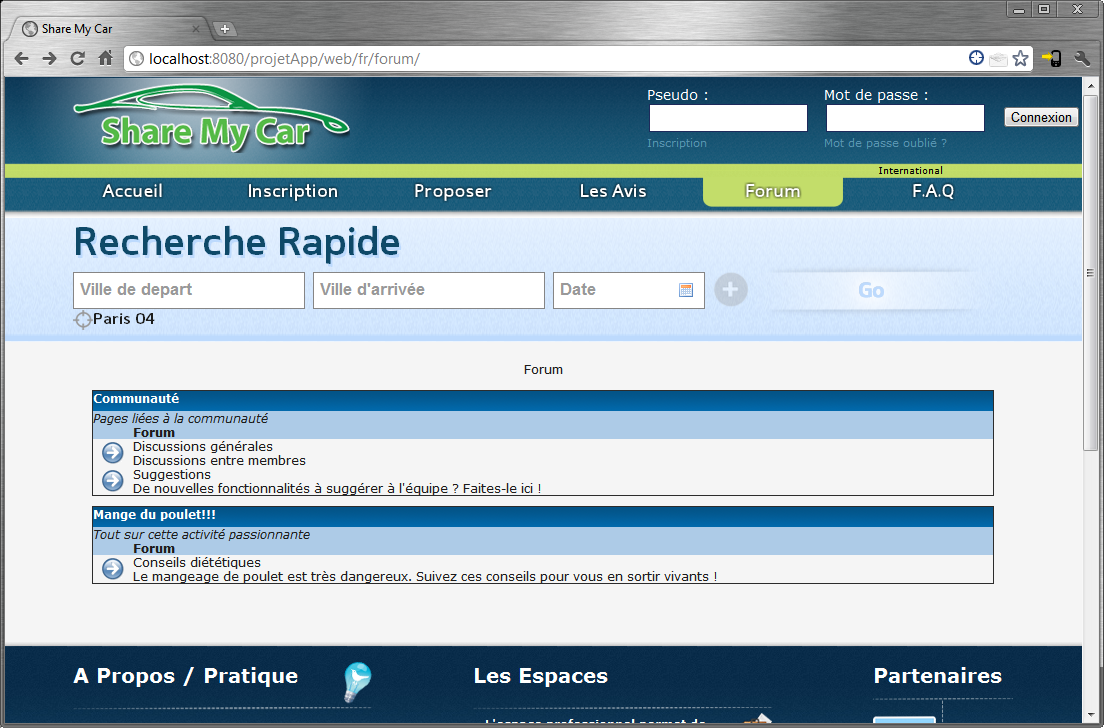 Share My Car
localhost:8080/projetApp/web/fr/forum/
Share My Car
Pseudo :
Mot de passe :
Connexion
Inscription
Mot de passe oublié ?
International
Accueil
Inscription
Proposer
Les Avis
Forum
F.A.Q
Recherche Rapide
Ville de depart
Ville d'arrivée
Date
Go
Paris 04
Forum
Communauté
Pages liées à la communauté
Forum
Discussions générales
Discussions entre membres
Suggestions
De nouvelles fonctionnalités à suggérer à l'équipe ? Faites-le ici !
Mange du poulet!!!
Tout sur cette activité passionnante
Forum
Conseils diététiques
Le mangeage de poulet est très dangereux. Suivez ces conseils pour vous en sortir vivants !
A Propos / Pratique
Les Espaces
Partenaires
L'espace professionnel permet de